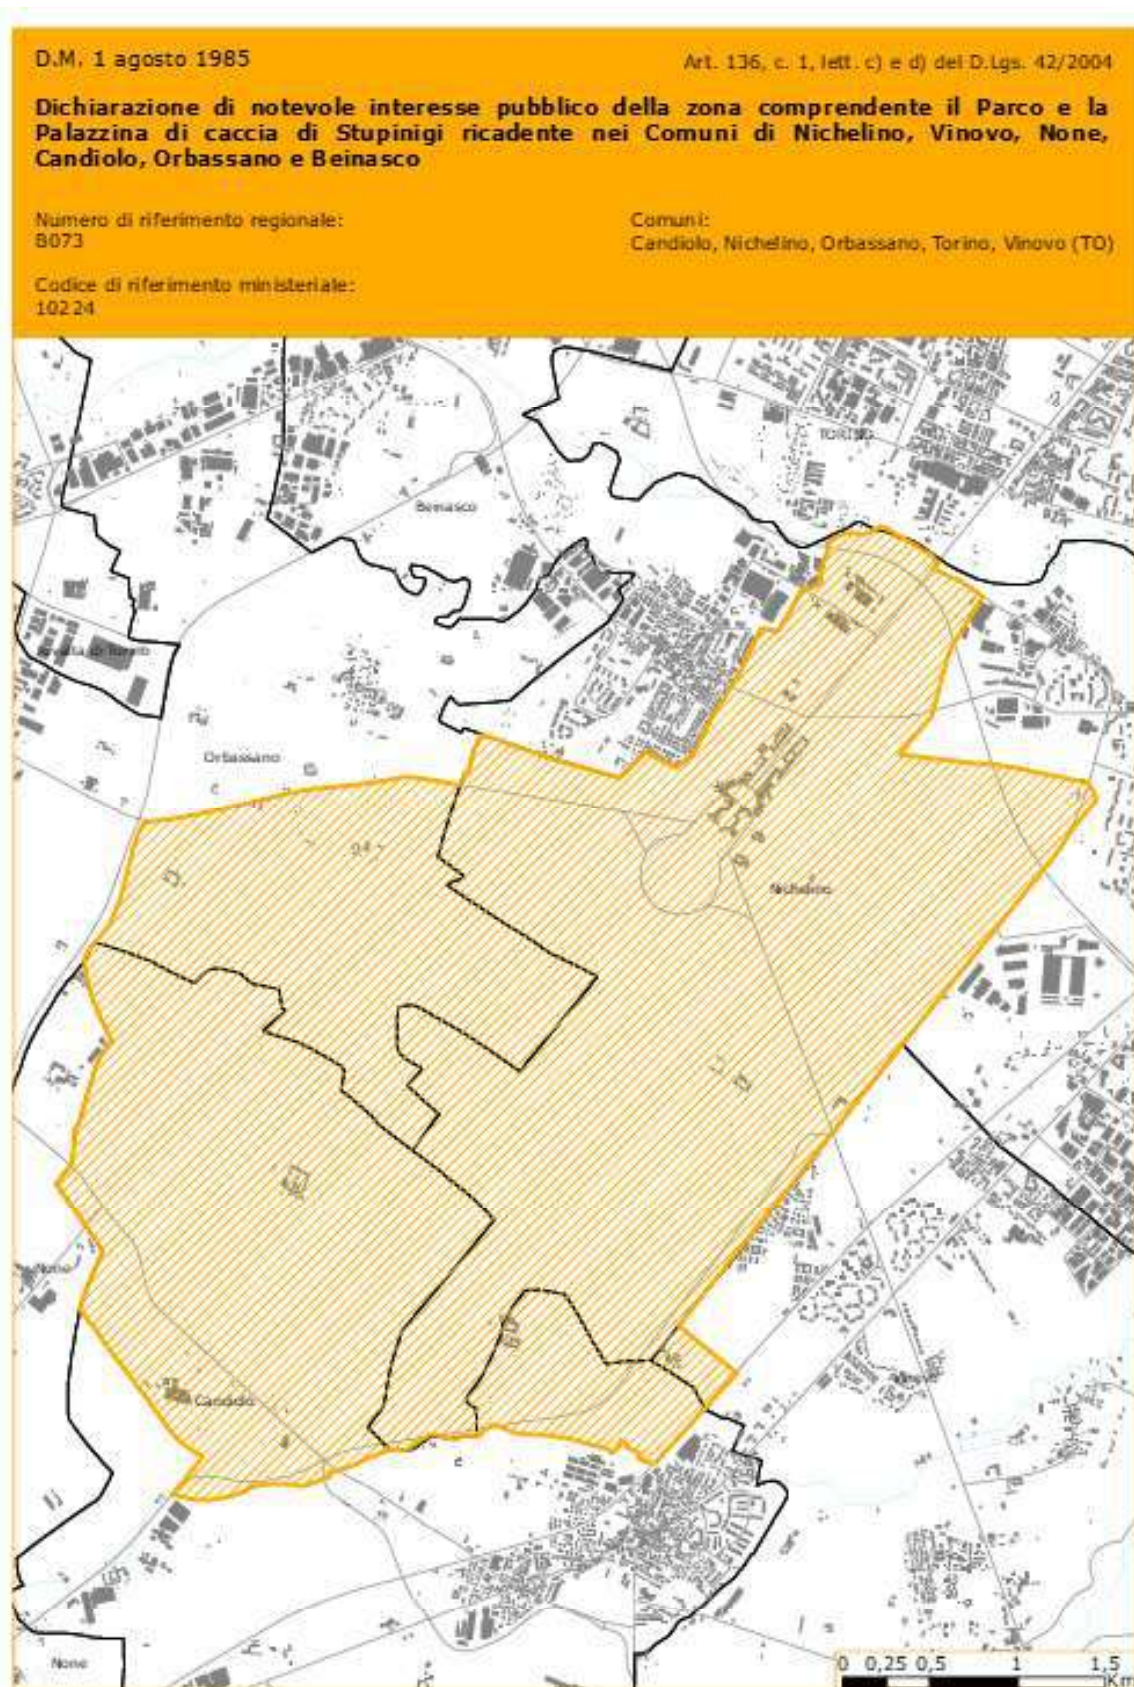 D.M. 1 agosto 1985
Art. 136, c. 1, lett. c) e d) del D.Lgs. 42/2004
Dichiarazione di notevole interesse pubblico della zona comprendente il Parco e la
Palazzina di caccia di Stupinigi ricadente nei Comuni di Nichelino, Vinovo, None,
Candiolo, Orbassano e Beinasco
Numero di riferimento regionale:
B073
Comuni:
Candiolo, Nichelino, Orbassano, Torino, Vinovo (TO)
Codice di riferimento ministeriale:
10224
TORINO
Beinasco
Orbassano
Nichelino
None
Candiolo
Vinovo
None
0 0,25 0,5 1 1,5
Km